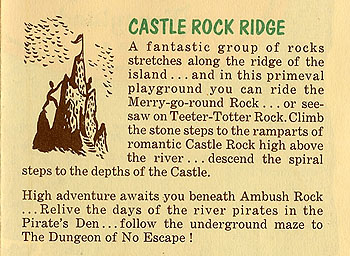 CASTLE ROCK RIDGE
A fantastic group of rocks
stretches along the ridge of the
island . . . and in this primeval
playground you can ride the
Merry-go-round Rock . . . or see-
saw on Teeter-Totter Rock. Climb
the stone steps to the ramparts of
romantic Castle Rock high above
the river . . . descend the spiral
steps to the depths of the Castle.
High adventure awaits you beneath Ambush Rock
. . . Relive the days of the river pirates in the
Pirate's Den . . . follow the underground maze to
The Dungeon of No Escape !